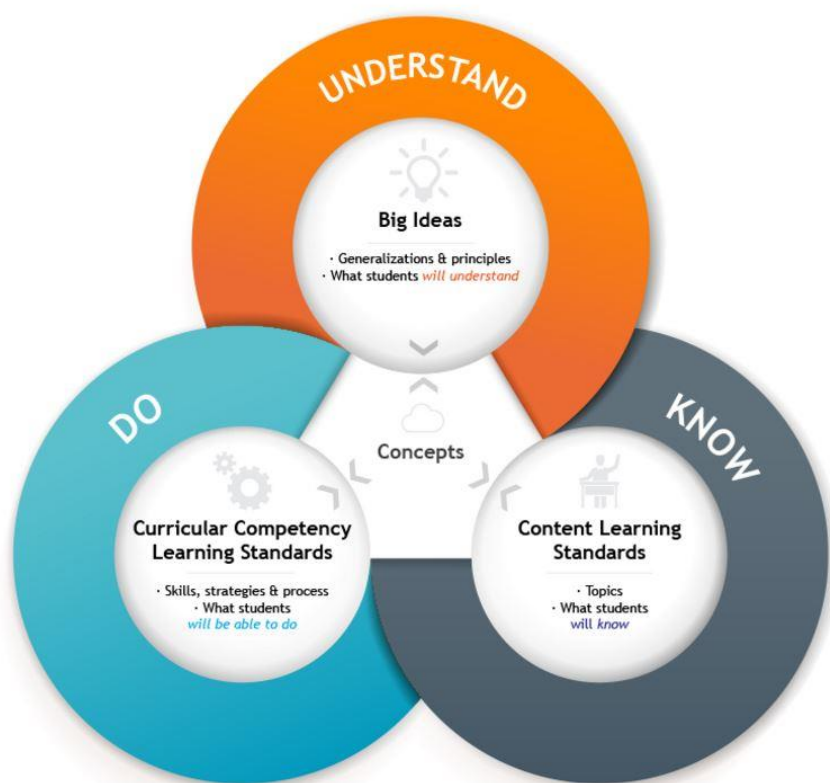 UNDERSTAND
Big Ideas
· Generalizations & principles
· What students will understand
DO
KNOW
Concepts
Curricular Competency
Learning Standards
· Skills, strategies & process
· What students
will be able to do
Content Learning
Standards
· Topics
· What students
will know